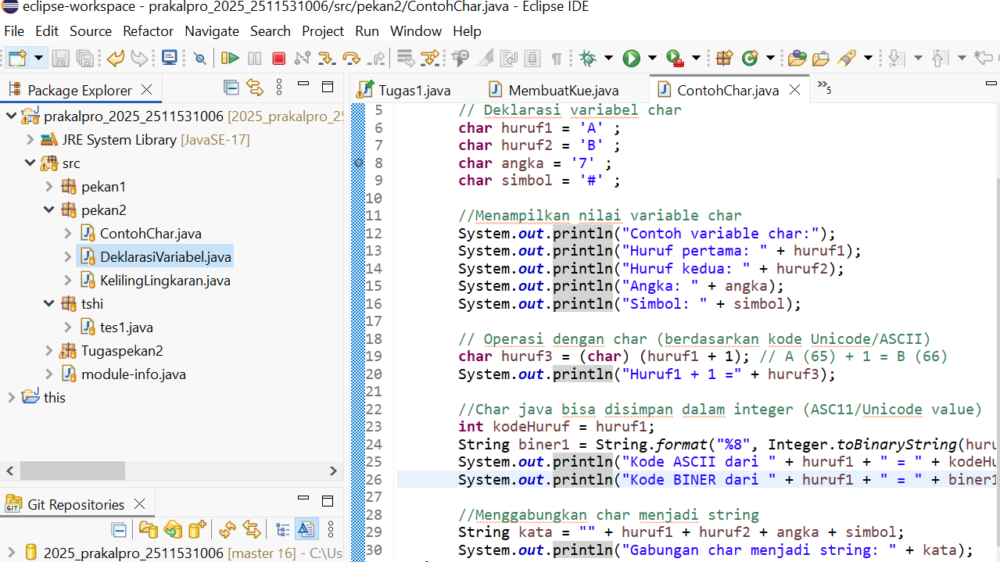 eclipse-workspace - prakalpro_2025_2511531006/src/pekan2/ContohChar.java - Eclipse IDE
File Edit Source Refactor Navigate Search Project Run Window Help
Package Explorer
prakalpro_2025_2511531006 [2025_prakalpro_25
JRE System Library [JavaSE-17]
src
pekan1
pekan2
ContohChar.java
DeklarasiVariabel.java
KelilingLingkaran.java
tshi
tes1.java
Tugaspekan2
module-info.java
this
Git Repositories
2025_prakalpro_2511531006 [master ↑6] - C:\Us
Tugas1.java MembuatKue.java ContohChar.java »5
5 // Deklarasi variabel char
6 char huruf1 = 'A' ;
7 char huruf2 = 'B' ;
8 char angka = '7' ;
9 char simbol = '#' ;
10
11 //Menampilkan nilai variable char
12 System.out.println("Contoh variable char:");
13 System.out.println("Huruf pertama: " + huruf1);
14 System.out.println("Huruf kedua: " + huruf2);
15 System.out.println("Angka: " + angka);
16 System.out.println("Simbol: " + simbol);
17
18 // Operasi dengan char (berdasarkan kode Unicode/ASCII)
19 char huruf3 = (char) (huruf1 + 1); // A (65) + 1 = B (66)
20 System.out.println("Huruf1 + 1 =" + huruf3);
21
22 //Char java bisa disimpan dalam integer (ASC11/Unicode value)
23 int kodeHuruf = huruf1;
24 String biner1 = String.format("%8", Integer.toBinaryString(huru
25 System.out.println("Kode ASCII dari " + huruf1 + " = " + kodeHu
26 System.out.println("Kode BINER dari " + huruf1 + " = " + biner1
27
28 //Menggabungkan char menjadi string
29 String kata = "" + huruf1 + huruf2 + angka + simbol;
30 System.out.println("Gabungan char menjadi string: " + kata);